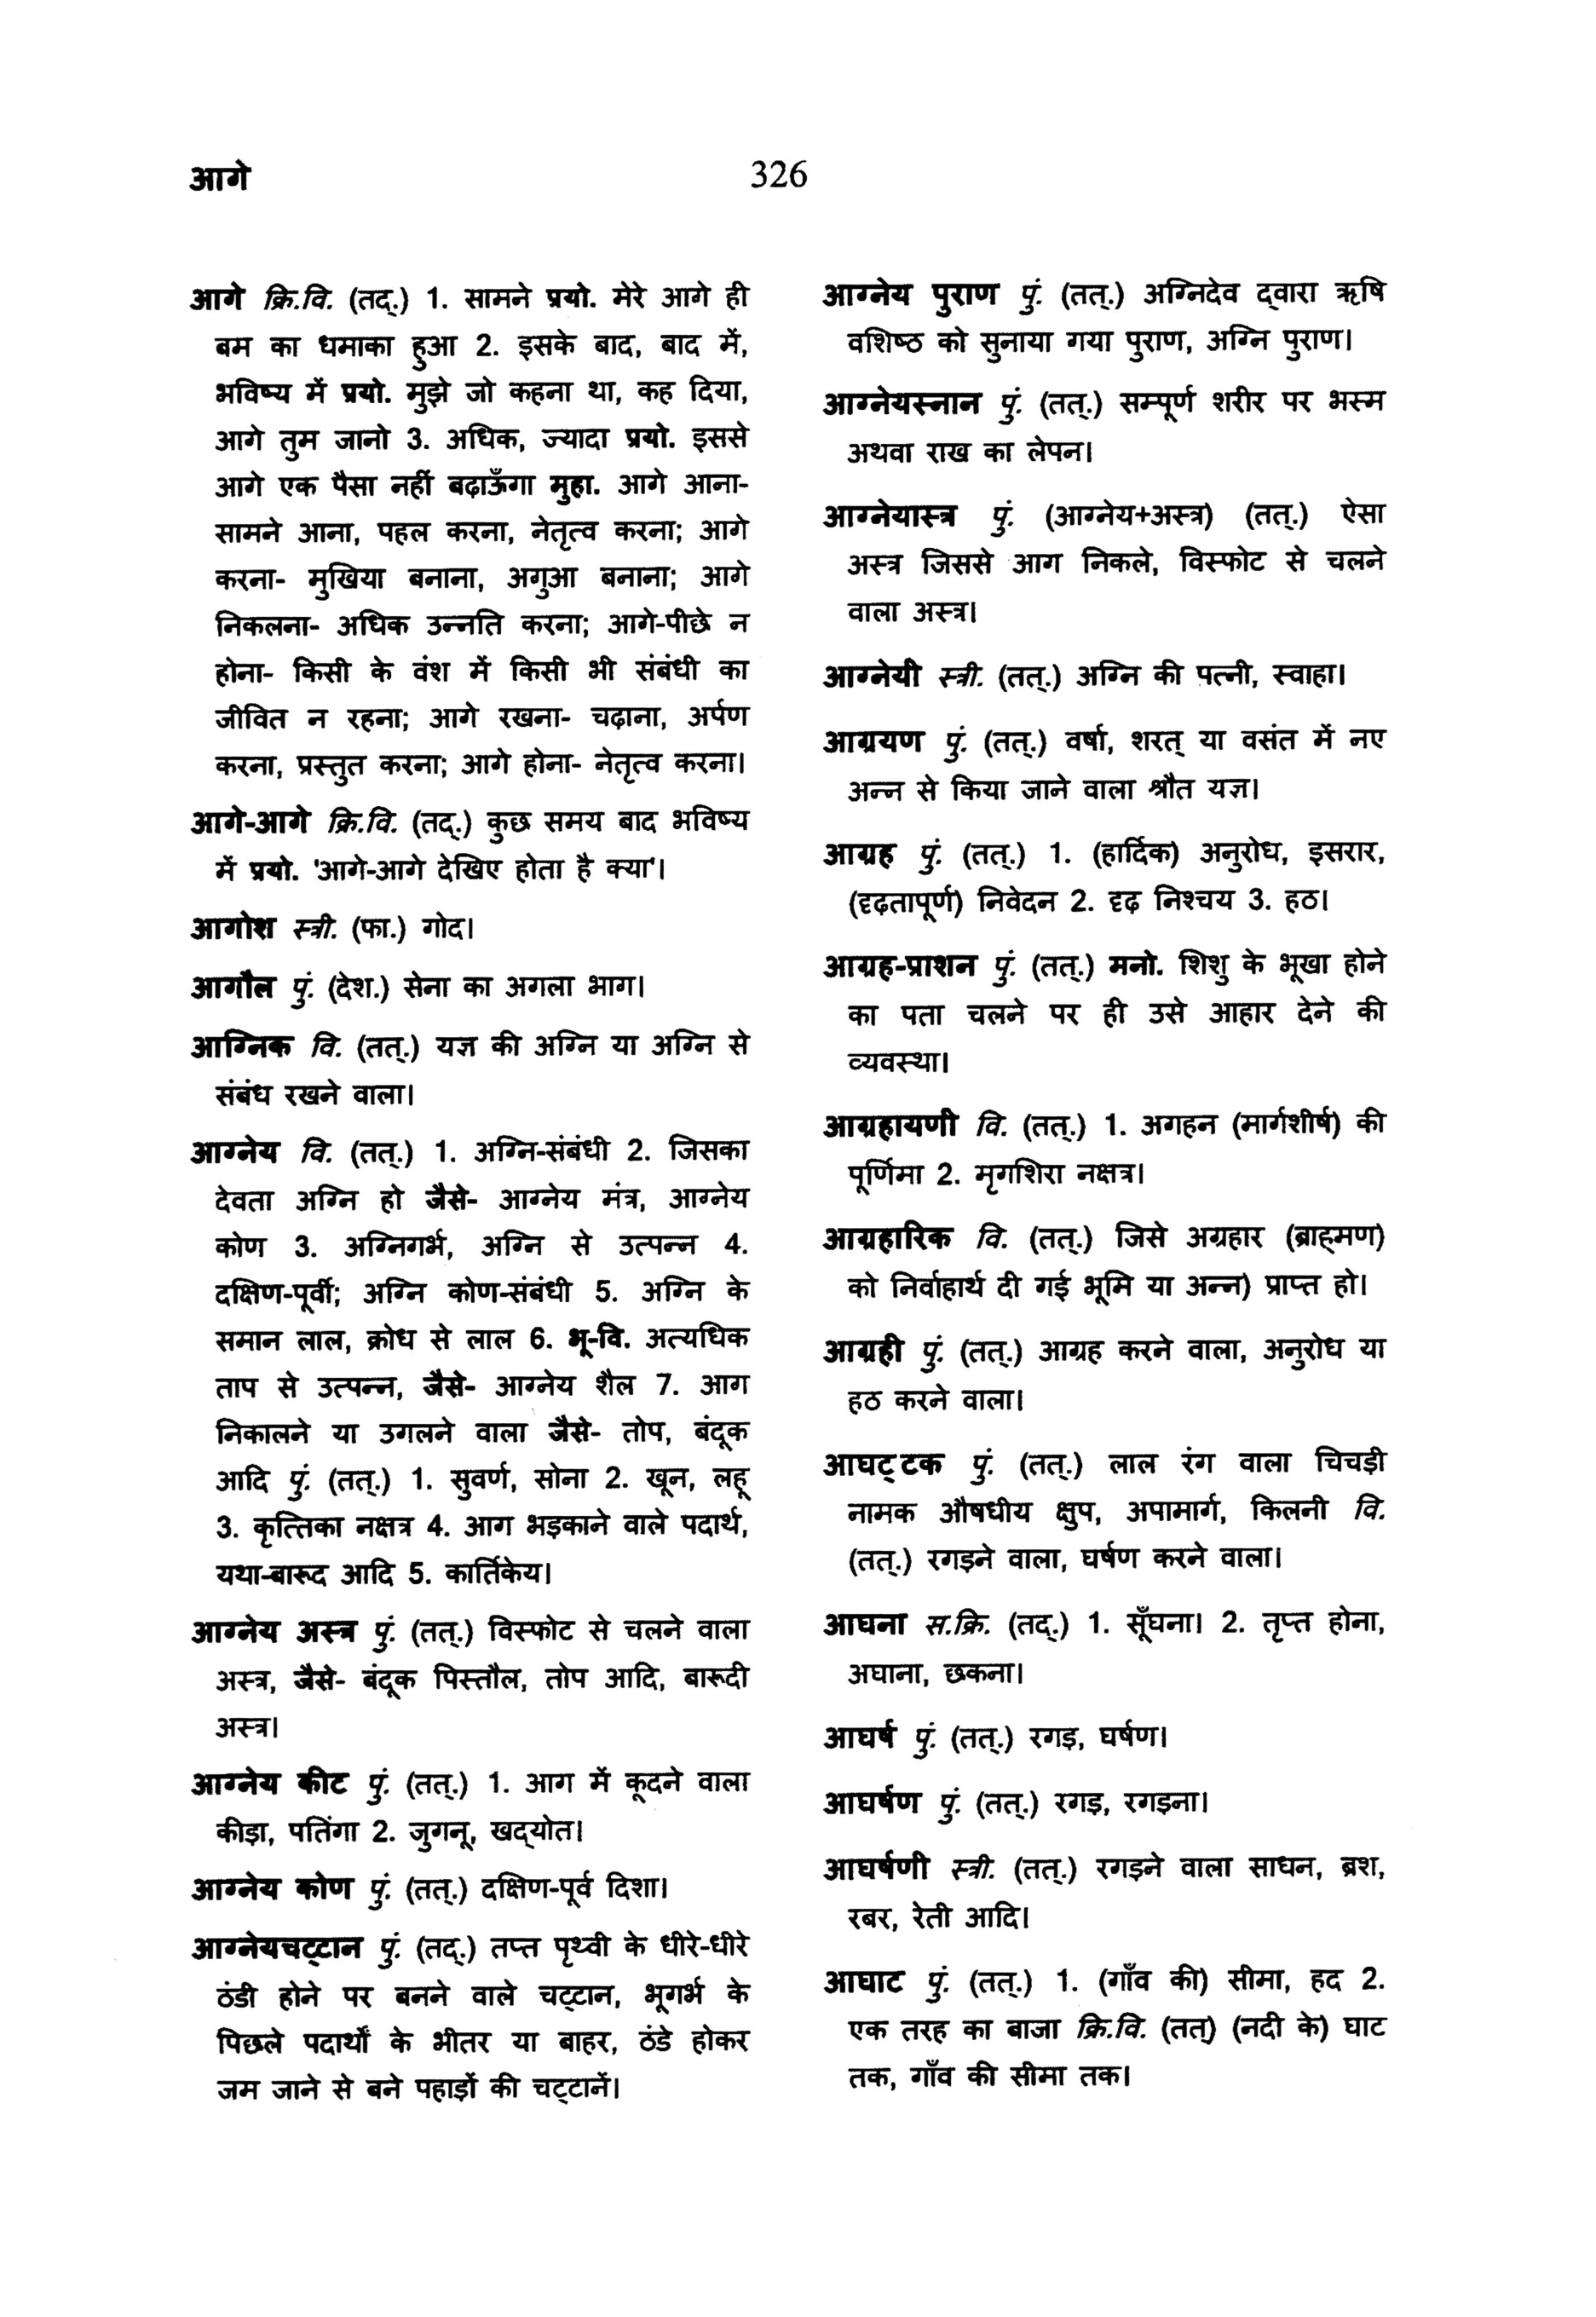 आगे
326
आगे क्रि.वि. (तद्.) 1. सामने प्रयो. मेरे आगे ही
बम का धमाका हुआ 2. इसके बाद, बाद में,
भविष्य में प्रयो. मुझे जो कहना था, कह दिया,
आगे तुम जानो 3. अधिक, ज्यादा प्रयो. इससे
आगे एक पैसा नहीं बढ़ाऊँगा मुहा. आगे आना-
सामने आना, पहल करना, नेतृत्व करना; आगे
करना- मुखिया बनाना, अगुआ बनाना; आगे
निकलना- अधिक उन्नति करना; आगे-पीछे न
होना- किसी के वंश में किसी भी संबंधी का
जीवित न रहना; आगे रखना- चढ़ाना, अर्पण
करना, प्रस्तुत करना; आगे होना- नेतृत्व करना।
आगे-आगे क्रि.वि. (तद्.) कुछ समय बाद भविष्य
में प्रयो. 'आगे-आगे देखिए होता है क्या'।
आगोश स्त्री. (फा.) गोद।
आगौल पुं. (देश.) सेना का अगला भाग।
आग्निक वि. (तत्.) यज्ञ की अग्नि या अग्नि से
संबंध रखने वाला।
आग्नेय वि. (तत्.) 1. अग्नि-संबंधी 2. जिसका
देवता अग्नि हो जैसे- आग्नेय मंत्र, आग्नेय
कोण 3. अग्निगर्भ, अग्नि से उत्पन्न 4.
दक्षिण-पूर्वी; अग्नि कोण-संबंधी 5. अग्नि के
समान लाल, क्रोध से लाल 6. भू-वि. अत्यधिक
ताप से उत्पन्न, जैसे- आग्नेय शैल 7. आग
निकालने या उगलने वाला जैसे- तोप, बंदूक
आदि पुं. (तत्.) 1. सुवर्ण, सोना 2. खून, लहू
3. कृत्तिका नक्षत्र 4. आग भड़काने वाले पदार्थ,
यथा-बारूद आदि 5. कार्तिकेय।
आग्नेय अस्त्र पुं. (तत्.) विस्फोट से चलने वाला
अस्त्र, जैसे- बंदूक पिस्तौल, तोप आदि, बारूदी
अस्त्र।
आग्नेय कीट पुं. (तत्.) 1. आग में कूदने वाला
कीड़ा, पतिंगा 2. जुगनू, खद्‌योत।
आग्नेय कोण पुं. (तत्.) दक्षिण-पूर्व दिशा।
आग्नेयचट्‌टान पुं. (तद्.) तप्त पृथ्वी के धीरे-धीरे
ठंडी होने पर बनने वाले चट्‌टान, भूगर्भ के
पिछले पदार्थों के भीतर या बाहर, ठंडे होकर
जम जाने से बने पहाड़ों की चट्‌टानें।
आग्नेय पुराण पुं. (तत्.) अग्निदेव द्‌वारा ऋषि
वशिष्ठ को सुनाया गया पुराण, अग्नि पुराण।
आग्नेयस्नान पुं. (तत्.) सम्पूर्ण शरीर पर भस्म
अथवा राख का लेपन।
आग्नेयास्त्र पुं. (आग्नेय+अस्त्र) (तत्.) ऐसा
अस्त्र जिससे आग निकले, विस्फोट से चलने
वाला अस्त्र।
आग्नेयी स्त्री. (तत्.) अग्नि की पत्नी, स्वाहा।
आग्रयण पुं. (तत्.) वर्षा, शरत् या वसंत में नए
अन्न से किया जाने वाला श्रौत यज्ञ।
आग्रह पुं. (तत्.) 1. (हार्दिक) अनुरोध, इसरार,
(दृढ़तापूर्ण) निवेदन 2. दृढ़ निश्चय 3. हठ।
आग्रह-प्राशन पुं. (तत्.) मनो. शिशु के भूखा होने
का पता चलने पर ही उसे आहार देने की
व्यवस्था।
आग्रहायणी वि. (तत्.) 1. अगहन (मार्गशीर्ष) की
पूर्णिमा 2. मृगशिरा नक्षत्र।
आग्रहारिक वि. (तत्.) जिसे अग्रहार (ब्राह्‌मण)
को निर्वाहार्थ दी गई भूमि या अन्न) प्राप्त हो।
आग्रही पुं. (तत्.) आग्रह करने वाला, अनुरोध या
हठ करने वाला।
आघट्‌टक पुं. (तत्.) लाल रंग वाला चिचड़ी
नामक औषधीय क्षुप, अपामार्ग, किलनी वि.
(तत्.) रगड़ने वाला, घर्षण करने वाला।
आघना स.क्रि. (तद्.) 1. सूँघना। 2. तृप्त होना,
अघाना, छकना।
आघर्ष पुं. (तत्.) रगड़, घर्षण।
आघर्षण पुं. (तत्.) रगड़, रगड़ना।
आघर्षणी स्त्री. (तत्.) रगड़ने वाला साधन, ब्रश,
रबर, रेती आदि।
आघाट पुं. (तत्.) 1. (गाँव की) सीमा, हद 2.
एक तरह का बाजा क्रि.वि. (तत्) (नदी के) घाट
तक, गाँव की सीमा तक।